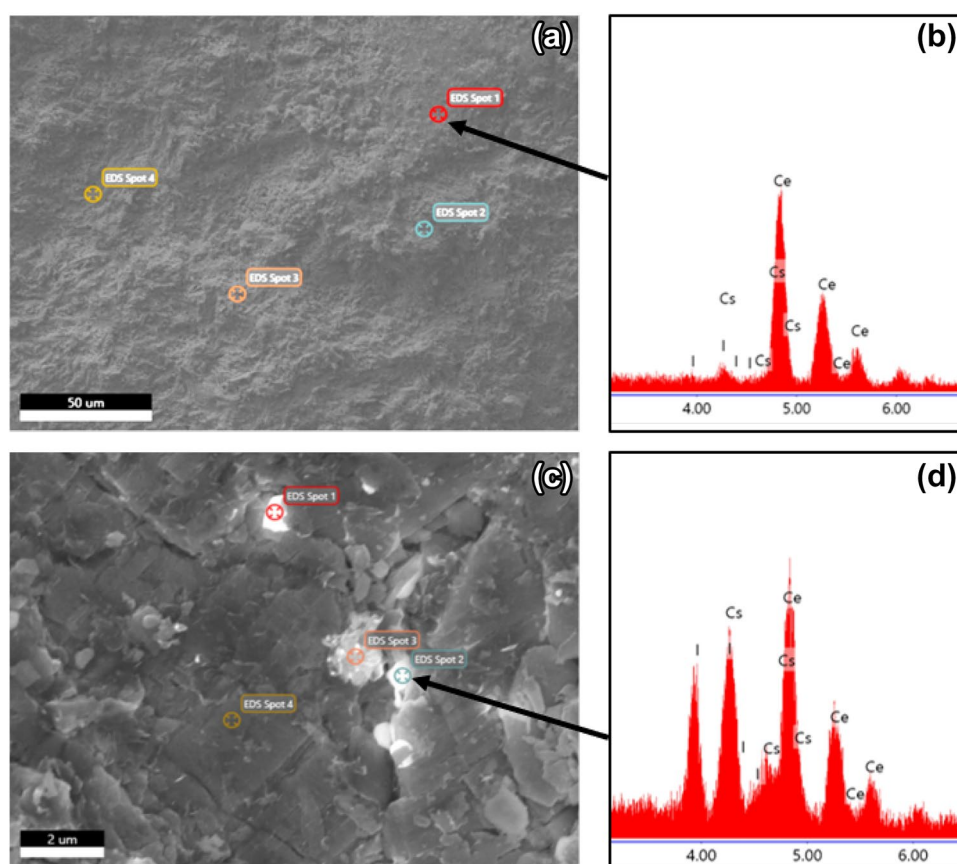 (a)
EDS Spot 1
EDS Spot 4
EDS Spot 2
EDS Spot 3
50 um
(b)
Ce
Cs
Cs
Ce
Cs
Ce
I
I
I
I
Cs
Ce
4.00 5.00 6.00
(c)
EDS Spot 1
EDS Spot 3
EDS Spot 2
EDS Spot 4
2 um
(d)
Ce
Cs
I
I
Cs
Ce
I
I
Cs
Cs
Ce
Ce
4.00 5.00 6.00